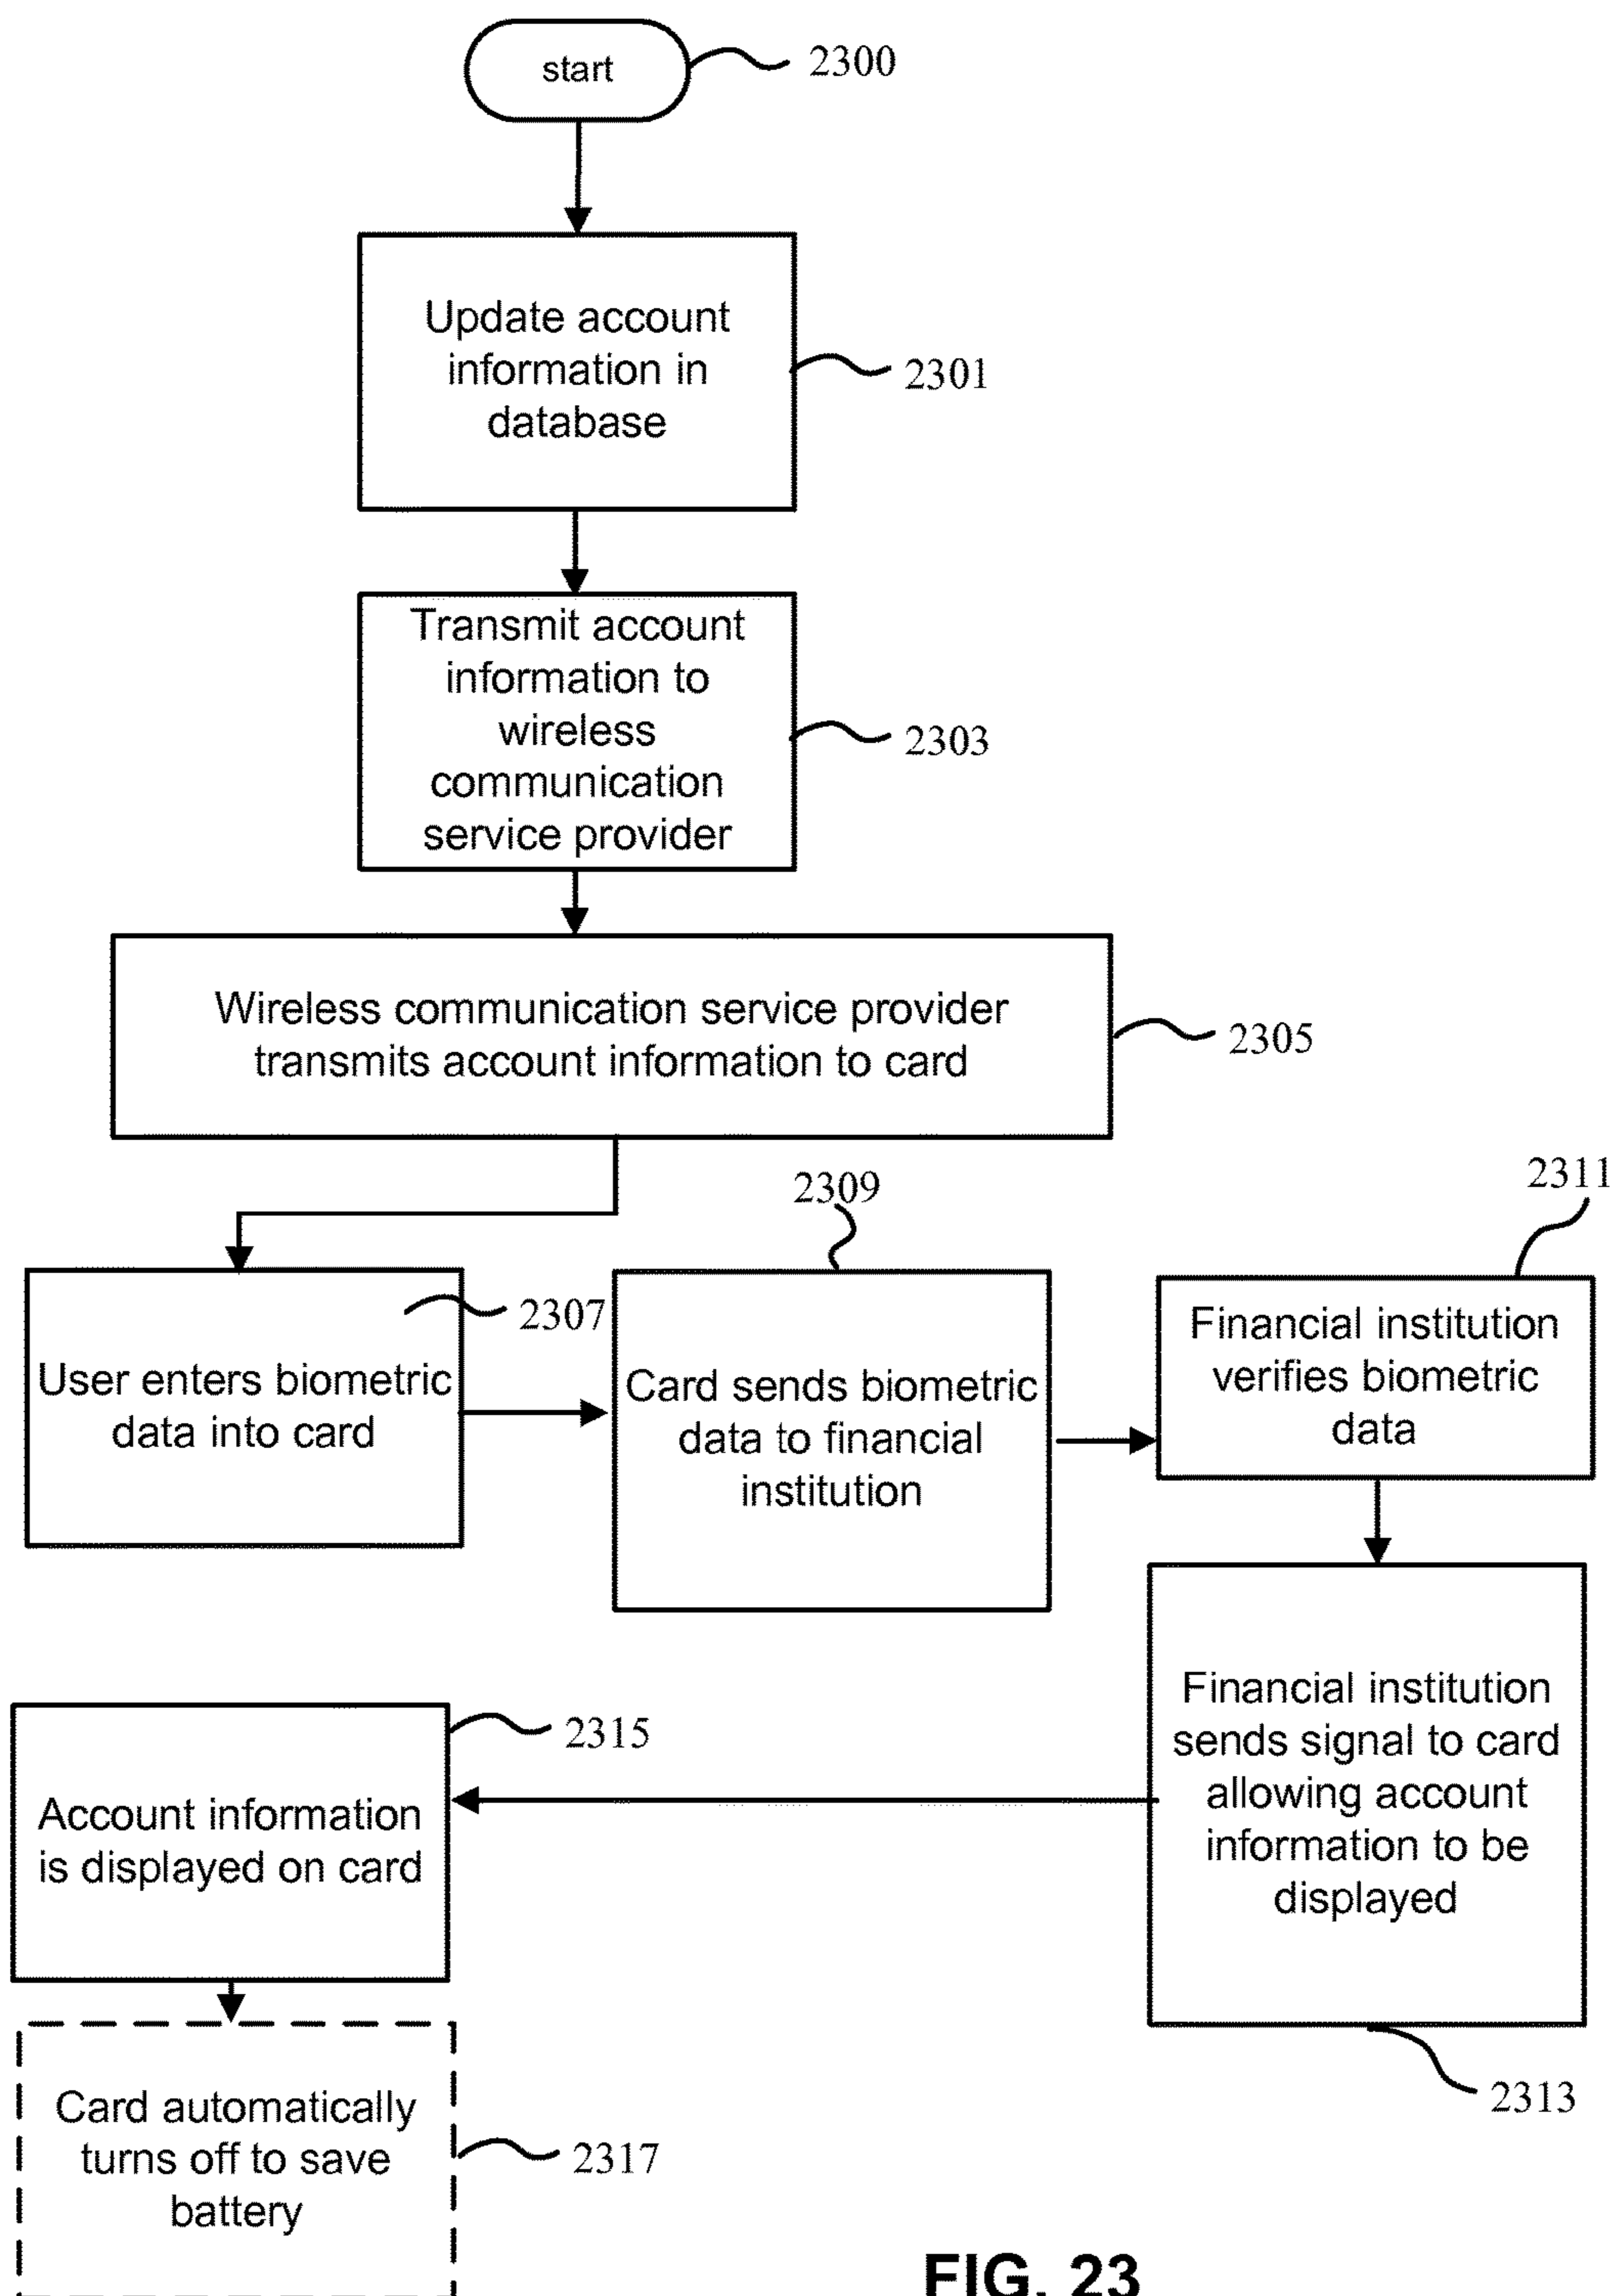 start
2300
Update account
information in
database
2301
Transmit account
information to
wireless
communication
service provider
2303
Wireless communication service provider
transmits account information to card
2305
2307
User enters biometric
data into card
2309
Card sends biometric
data to financial
institution
2311
Financial institution
verifies biometric
data
Financial institution
sends signal to card
allowing account
information to be
displayed
2313
2315
Account information
is displayed on card
Card automatically
turns off to save
battery
2317
FIG. 23